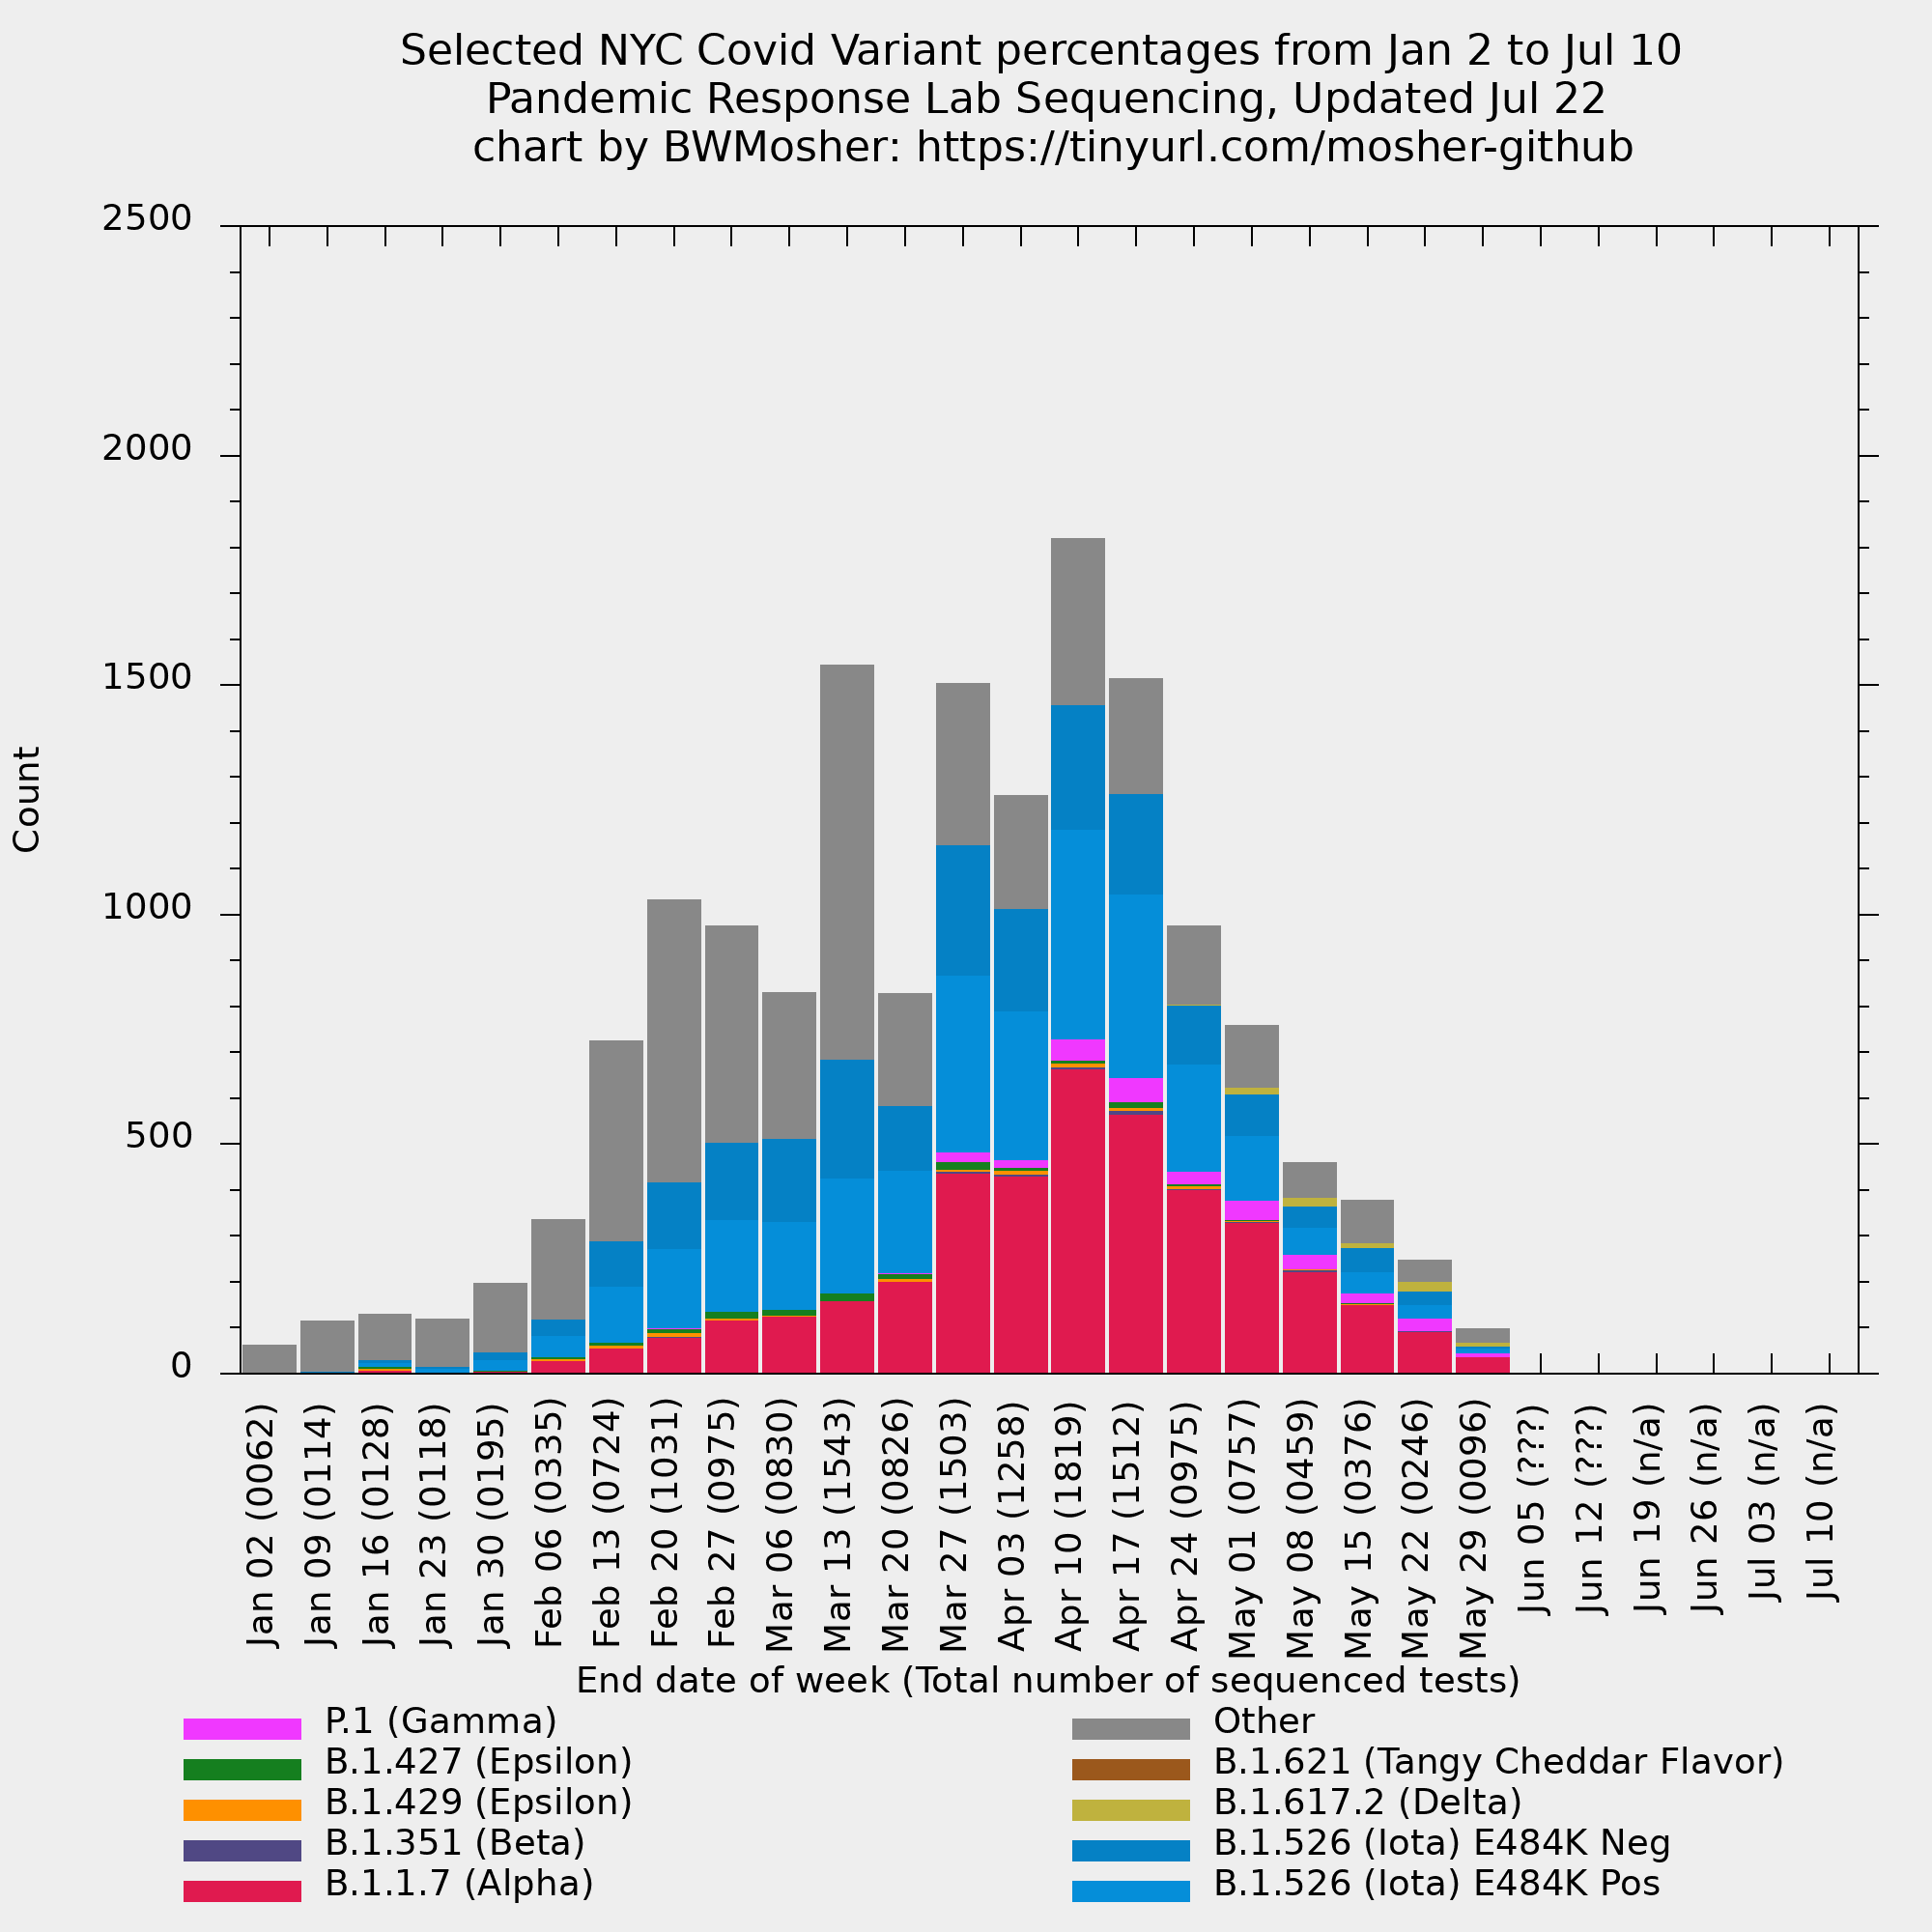 Selected NYC Covid Variant percentages from Jan 2 to Jul 10
Pandemic Response Lab Sequencing, Updated Jul 22
chart by BWMosher: https://tinyurl.com/mosher-github
2500
2000
1500
1000
500
0
Count
Jan 02 (0062)
Jan 09 (0114)
Jan 16 (0128)
Jan 23 (0118)
Jan 30 (0195)
Feb 06 (0335)
Feb 13 (0724)
Feb 20 (1031)
Feb 27 (0975)
Mar 06 (0830)
Mar 13 (1543)
Mar 20 (0826)
Mar 27 (1503)
Apr 03 (1258)
Apr 10 (1819)
Apr 17 (1512)
Apr 24 (0975)
May 01 (0757)
May 08 (0459)
May 15 (0376)
May 22 (0246)
May 29 (0096)
Jun 05 (???)
Jun 12 (???)
Jun 19 (n/a)
Jun 26 (n/a)
Jul 03 (n/a)
Jul 10 (n/a)
End date of week (Total number of sequenced tests)
P.1 (Gamma)
B.1.427 (Epsilon)
B.1.429 (Epsilon)
B.1.351 (Beta)
B.1.1.7 (Alpha)
Other
B.1.621 (Tangy Cheddar Flavor)
B.1.617.2 (Delta)
B.1.526 (Iota) E484K Neg
B.1.526 (Iota) E484K Pos